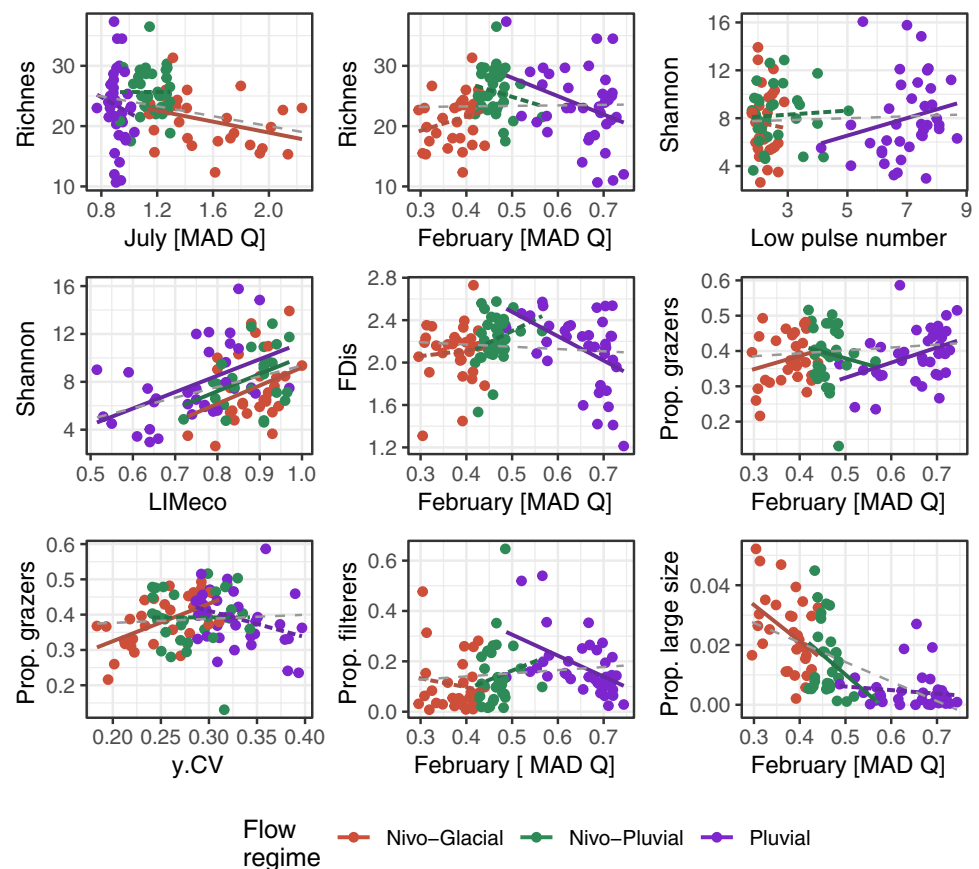 Richnes
30
20
10
0.8 1.2 1.6 2.0
July [MAD Q]
Richnes
30
20
10
0.3 0.4 0.5 0.6 0.7
February [MAD Q]
Shannon
16
12
8
4
3 5 7 9
Low pulse number
Shannon
16
12
8
4
0.5 0.6 0.7 0.8 0.9 1.0
LIMeco
FDis
2.8
2.4
2.0
1.6
1.2
0.3 0.4 0.5 0.6 0.7
February [MAD Q]
Prop. grazers
0.6
0.5
0.4
0.3
0.2
0.3 0.4 0.5 0.6 0.7
February [MAD Q]
Prop. grazers
0.6
0.5
0.4
0.3
0.2
0.20 0.25 0.30 0.35 0.40
y.CV
Prop. filterers
0.6
0.4
0.2
0.0
0.3 0.4 0.5 0.6 0.7
February [ MAD Q]
Prop. large size
0.04
0.02
0.00
0.3 0.4 0.5 0.6 0.7
February [MAD Q]
Flow
regime
Nivo−Glacial Nivo−Pluvial Pluvial